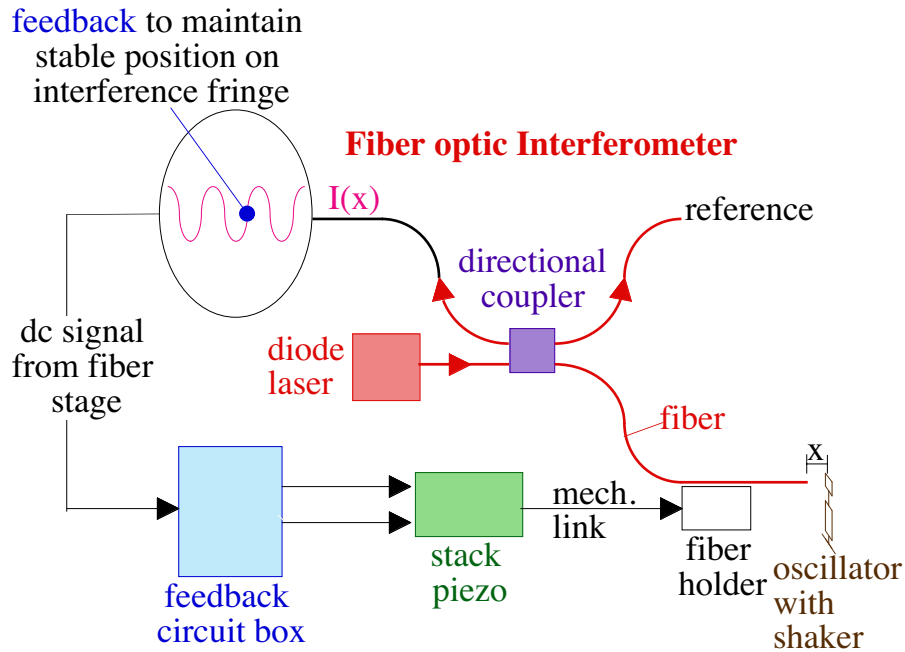 feedback to maintain
stable position on
interference fringe
Fiber optic Interferometer
I(x)
reference
directional
coupler
dc signal
from fiber
stage
diode
laser
fiber
x
mech.
link
stack
piezo
fiber
holder
oscillator
with
shaker
feedback
circuit box